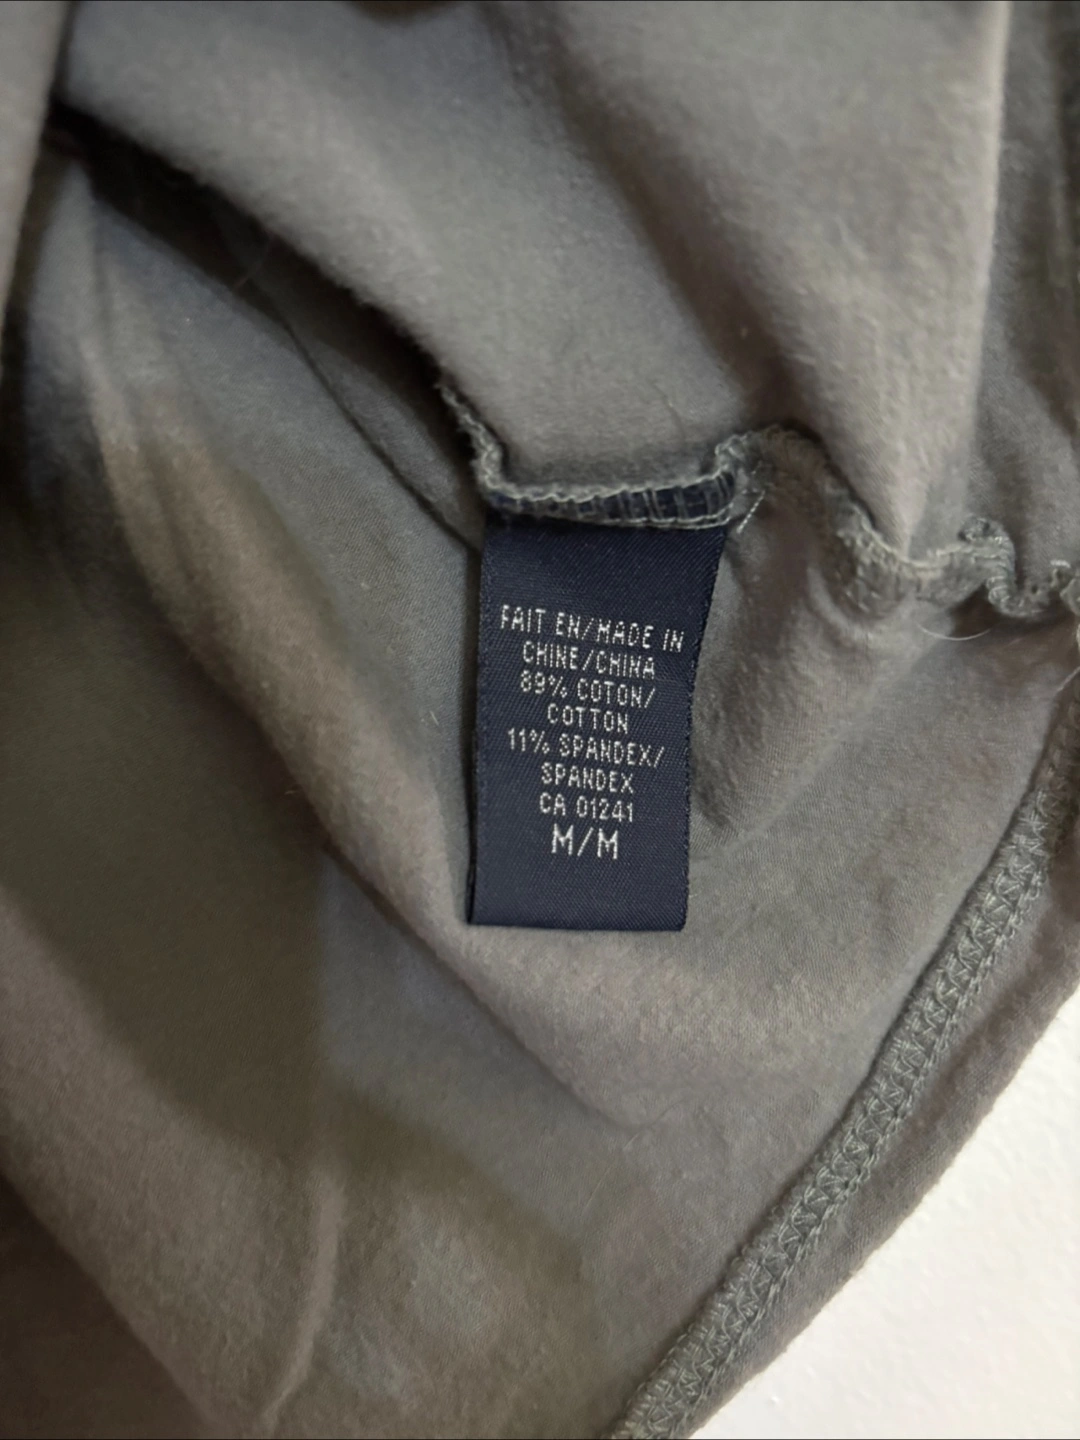 FAIT EN/MADE IN
CHINE/CHINA
89% COTON/
COTTON
11% SPANDEX/
SPANDEX
CA 01241
M/M